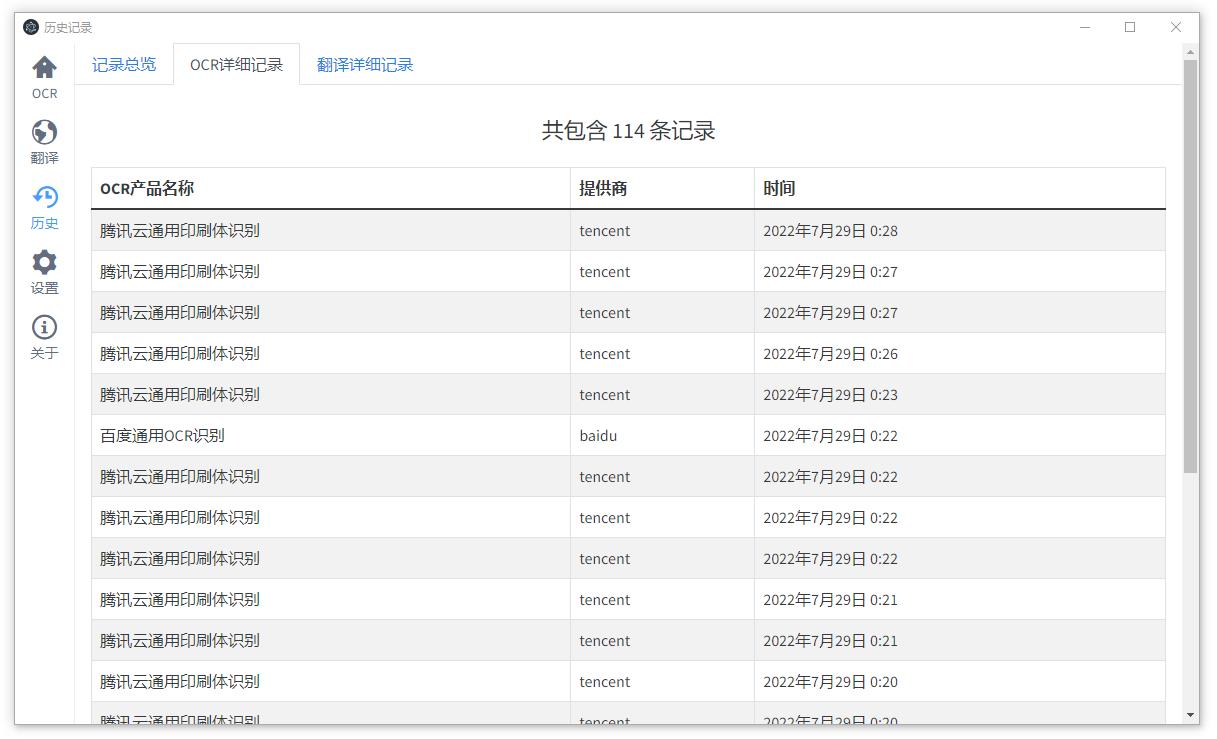 历史记录
OCR
翻译
历史
设置
关于
记录总览 OCR详细记录 翻译详细记录
共包含 114 条记录
OCR产品名称 提供商 时间
腾讯云通用印刷体识别 tencent 2022年7月29日 0:28
腾讯云通用印刷体识别 tencent 2022年7月29日 0:27
腾讯云通用印刷体识别 tencent 2022年7月29日 0:27
腾讯云通用印刷体识别 tencent 2022年7月29日 0:26
腾讯云通用印刷体识别 tencent 2022年7月29日 0:23
百度通用OCR识别 baidu 2022年7月29日 0:22
腾讯云通用印刷体识别 tencent 2022年7月29日 0:22
腾讯云通用印刷体识别 tencent 2022年7月29日 0:22
腾讯云通用印刷体识别 tencent 2022年7月29日 0:22
腾讯云通用印刷体识别 tencent 2022年7月29日 0:21
腾讯云通用印刷体识别 tencent 2022年7月29日 0:21
腾讯云通用印刷体识别 tencent 2022年7月29日 0:20
腾讯云通用印刷体识别 tencent 2022年7月29日 0:20